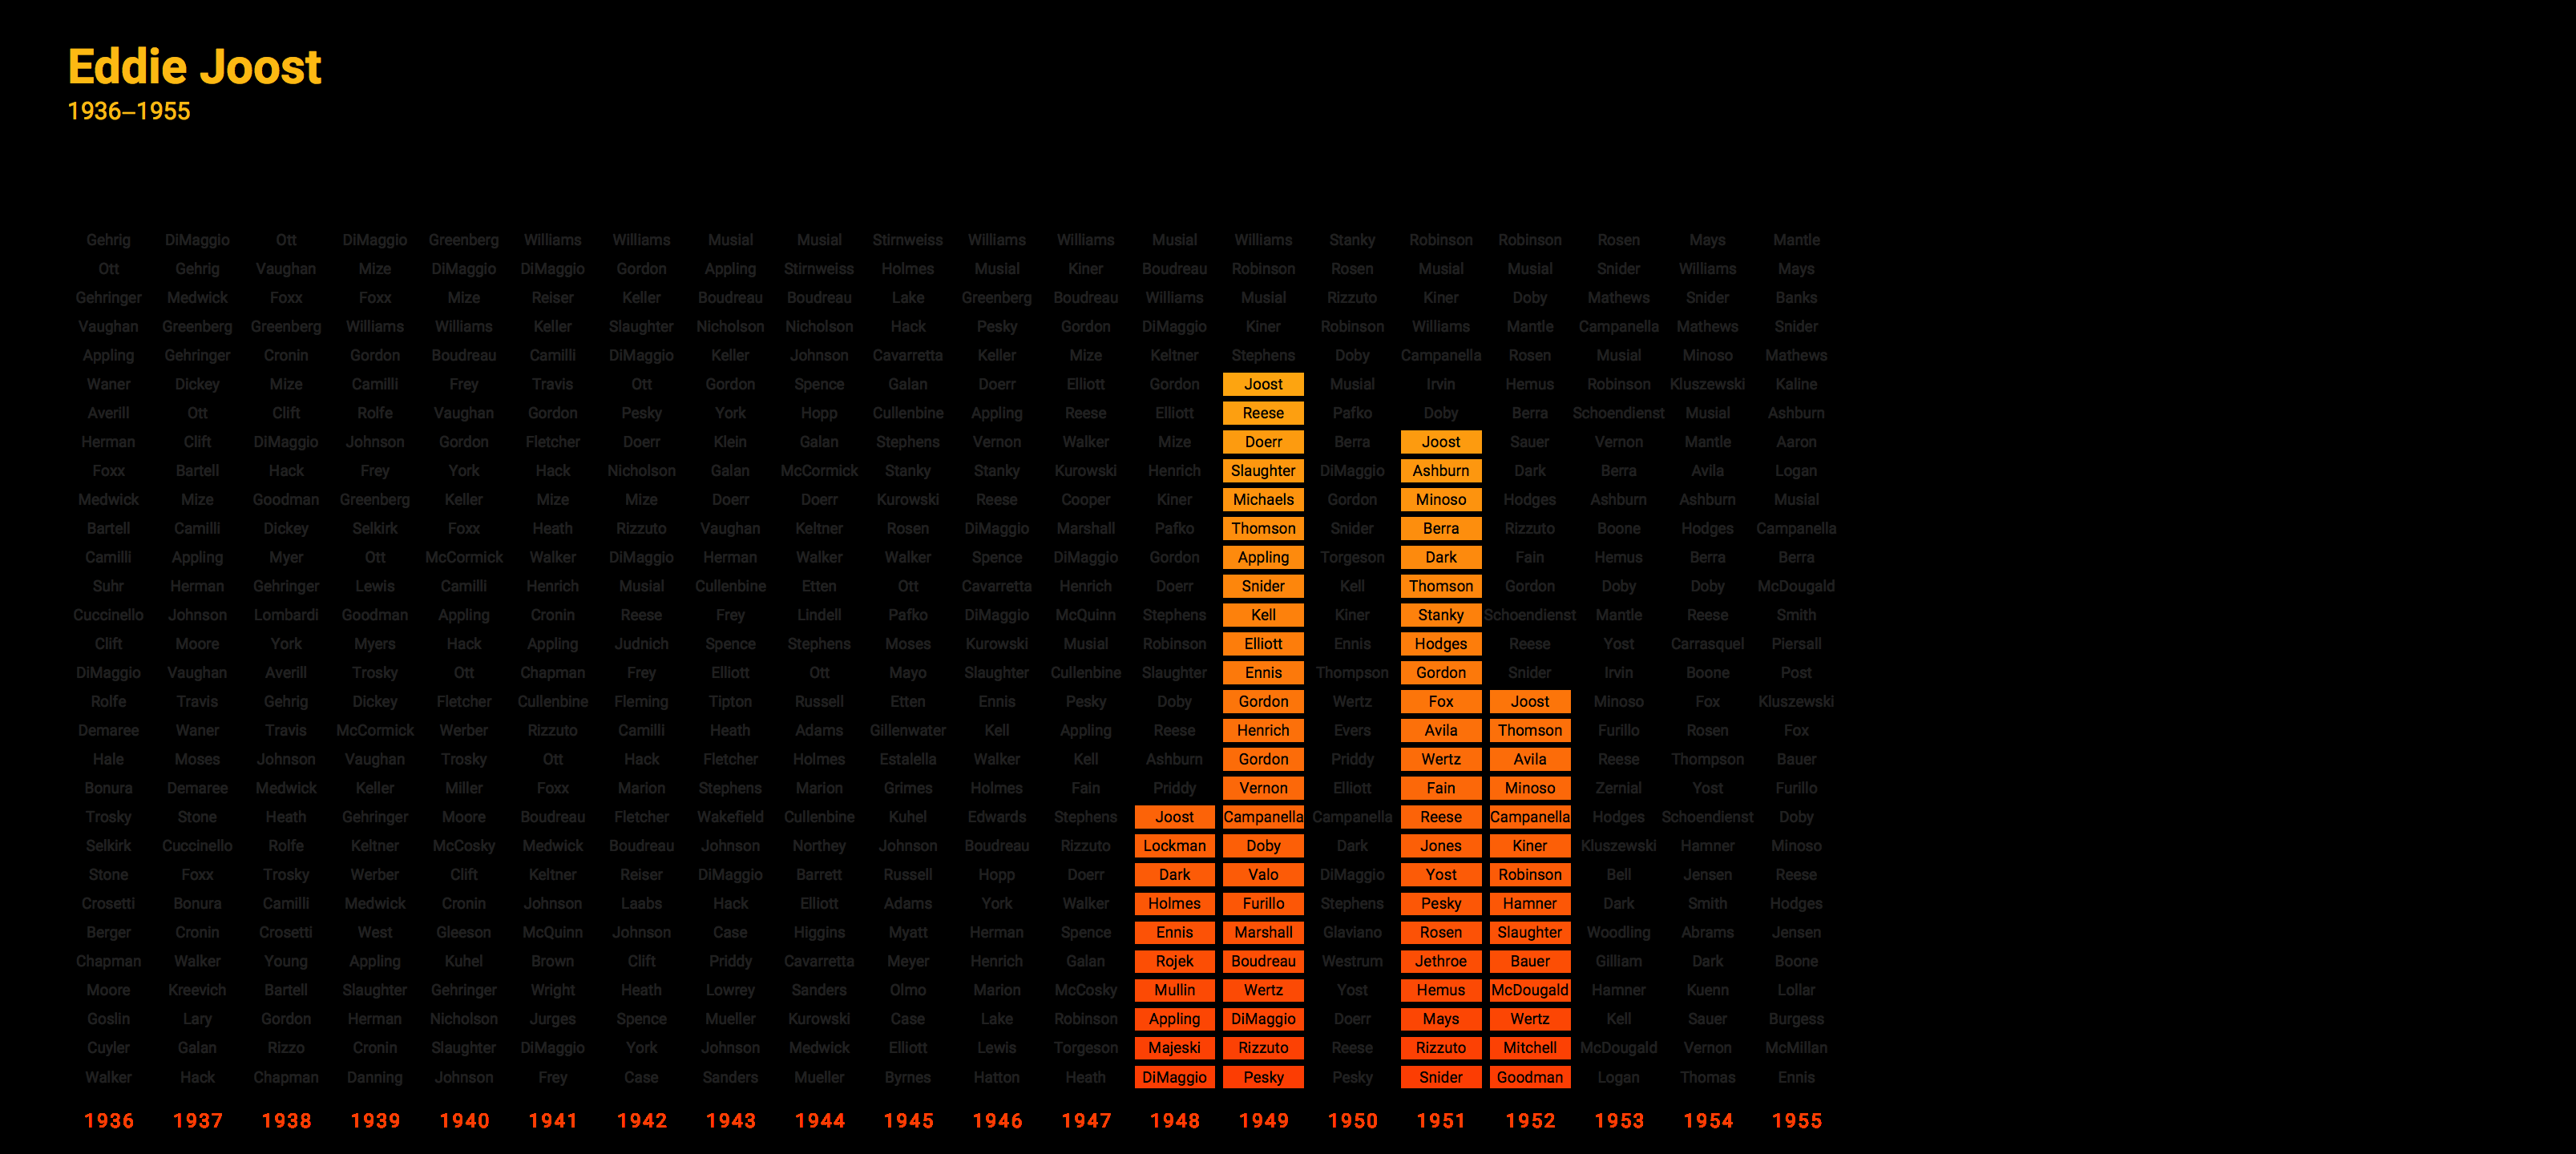 Eddie Joost
1936–1955
Gehrig DiMaggio Ott DiMaggio Greenberg Williams Williams Musial Musial Stirnweiss Williams Williams Musial Williams Stanky Robinson Robinson Rosen Mays Mantle
Ott Gehrig Vaughan Mize DiMaggio DiMaggio Gordon Appling Stirnweiss Holmes Musial Kiner Boudreau Robinson Rosen Musial Musial Snider Williams Mays
Gehringer Medwick Foxx Foxx Mize Reiser Keller Boudreau Boudreau Lake Greenberg Boudreau Williams Musial Rizzuto Kiner Doby Mathews Snider Banks
Vaughan Greenberg Greenberg Williams Williams Keller Slaughter Nicholson Nicholson Hack Pesky Gordon DiMaggio Kiner Robinson Williams Mantle Campanella Mathews Snider
Appling Gehringer Cronin Gordon Boudreau Camilli DiMaggio Keller Johnson Cavarretta Keller Mize Keltner Stephens Doby Campanella Rosen Musial Minoso Mathews
Waner Dickey Mize Camilli Frey Travis Ott Gordon Spence Galan Doerr Elliott Gordon Joost Musial Irvin Hemus Robinson Kluszewski Kaline
Averill Ott Clift Rolfe Vaughan Gordon Pesky York Hopp Cullenbine Appling Reese Elliott Reese Pafko Doby Berra Schoendienst Musial Ashburn
Herman Clift DiMaggio Johnson Gordon Fletcher Doerr Klein Galan Stephens Vernon Walker Mize Doerr Berra Joost Sauer Vernon Mantle Aaron
Foxx Bartell Hack Frey York Hack Nicholson Galan McCormick Stanky Stanky Kurowski Henrich Slaughter DiMaggio Ashburn Dark Berra Avila Logan
Medwick Mize Goodman Greenberg Keller Mize Mize Doerr Doerr Kurowski Reese Cooper Kiner Michaels Gordon Minoso Hodges Ashburn Ashburn Musial
Bartell Camilli Dickey Selkirk Foxx Heath Rizzuto Vaughan Keltner Rosen DiMaggio Marshall Pafko Thomson Snider Berra Rizzuto Boone Hodges Campanella
Camilli Appling Myer Ott McCormick Walker DiMaggio Herman Walker Walker Spence DiMaggio Gordon Appling Torgeson Dark Fain Hemus Berra Berra
Suhr Herman Gehringer Lewis Camilli Henrich Musial Cullenbine Etten Ott Cavarretta Henrich Doerr Snider Kell Thomson Gordon Doby Doby McDougald
Cuccinello Johnson Lombardi Goodman Appling Cronin Reese Frey Lindell Pafko DiMaggio McQuinn Stephens Kell Kiner Stanky Schoendienst Mantle Reese Smith
Clift Moore York Myers Hack Appling Judnich Spence Stephens Moses Kurowski Musial Robinson Elliott Ennis Hodges Reese Yost Carrasquel Piersall
DiMaggio Vaughan Averill Trosky Ott Chapman Frey Elliott Ott Mayo Slaughter Cullenbine Slaughter Ennis Thompson Gordon Snider Irvin Boone Post
Rolfe Travis Gehrig Dickey Fletcher Cullenbine Fleming Tipton Russell Etten Ennis Pesky Doby Gordon Wertz Fox Joost Minoso Fox Kluszewski
Demaree Waner Travis McCormick Werber Rizzuto Camilli Heath Adams Gillenwater Kell Appling Reese Henrich Evers Avila Thomson Furillo Rosen Fox
Hale Moses Johnson Vaughan Trosky Ott Hack Fletcher Holmes Estalella Walker Kell Ashburn Gordon Priddy Wertz Avila Reese Thompson Bauer
Bonura Demaree Medwick Keller Miller Foxx Marion Stephens Marion Grimes Holmes Fain Priddy Vernon Elliott Fain Minoso Zernial Yost Furillo
Trosky Stone Heath Gehringer Moore Boudreau Fletcher Wakefield Cullenbine Kuhel Edwards Stephens Joost Campanella Campanella Reese Campanella Hodges Schoendienst Doby
Selkirk Cuccinello Rolfe Keltner McCosky Medwick Boudreau Johnson Northey Johnson Boudreau Rizzuto Lockman Doby Dark Jones Kiner Kluszewski Hamner Minoso
Stone Foxx Trosky Werber Clift Keltner Reiser DiMaggio Barrett Russell Hopp Doerr Dark Valo DiMaggio Yost Robinson Bell Jensen Reese
Crosetti Bonura Camilli Medwick Cronin Johnson Laabs Hack Elliott Adams York Walker Holmes Furillo Stephens Pesky Hamner Dark Smith Hodges
Berger Cronin Crosetti West Gleeson McQuinn Johnson Case Higgins Myatt Herman Spence Ennis Marshall Glaviano Rosen Slaughter Woodling Abrams Jensen
Chapman Walker Young Appling Kuhel Brown Clift Priddy Cavarretta Meyer Henrich Galan Rojek Boudreau Westrum Jethroe Bauer Gilliam Dark Boone
Moore Kreevich Bartell Slaughter Gehringer Wright Heath Lowrey Sanders Olmo Marion McCosky Mullin Wertz Yost Hemus McDougald Hamner Kuenn Lollar
Goslin Lary Gordon Herman Nicholson Jurges Spence Mueller Kurowski Case Lake Robinson Appling DiMaggio Doerr Mays Wertz Kell Sauer Burgess
Cuyler Galan Rizzo Cronin Slaughter DiMaggio York Johnson Medwick Elliott Lewis Torgeson Majeski Rizzuto Reese Rizzuto Mitchell McDougald Vernon McMillan
Walker Hack Chapman Danning Johnson Frey Case Sanders Mueller Byrnes Hatton Heath DiMaggio Pesky Pesky Snider Goodman Logan Thomas Ennis
1936 1937 1938 1939 1940 1941 1942 1943 1944 1945 1946 1947 1948 1949 1950 1951 1952 1953 1954 1955